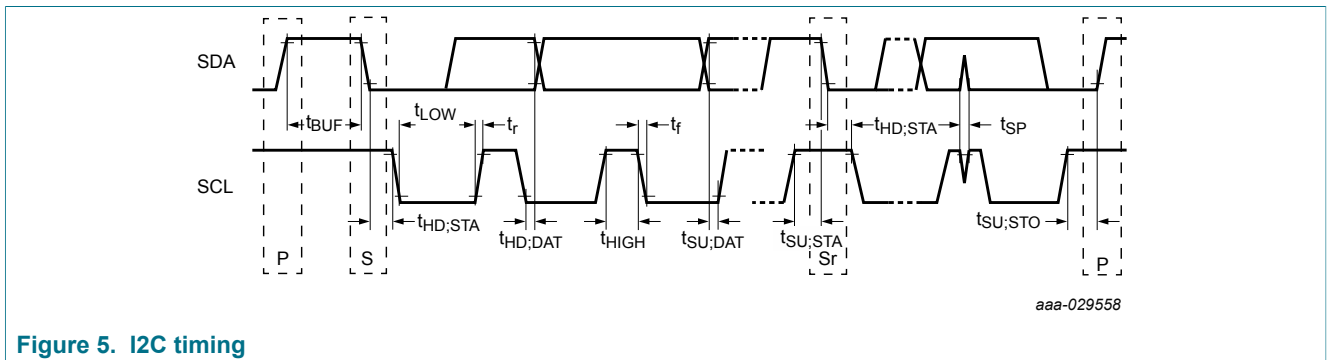 SDA
tBUF
tLOW
tr
tf
tHD;STA
tSP
SCL
tHD;STA
tHD;DAT
tHIGH
tSU;DAT
tSU;STA
tSU;STO
P
S
Sr
P
aaa-029558
Figure 5. I2C timing